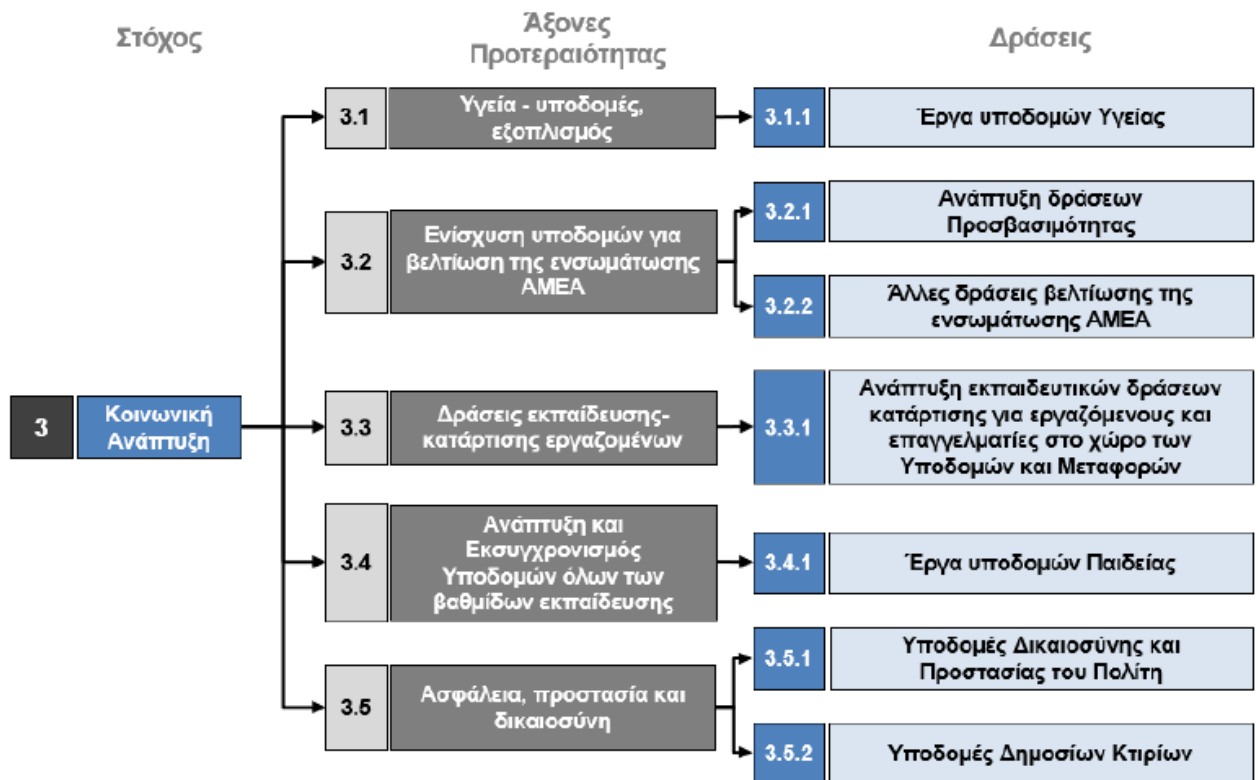 Στόχος
Άξονες
Προτεραιότητας
Δράσεις
3
Κοινωνική
Ανάπτυξη
3.1
Υγεία - υποδομές,
εξοπλισμός
3.1.1
Έργα υποδομών Υγείας
3.2
Ενίσχυση υποδομών για
βελτίωση της ενσωμάτωσης
ΑΜΕΑ
3.2.1
Ανάπτυξη δράσεων
Προσβασιμότητας
3.2.2
Άλλες δράσεις βελτίωσης της
ενσωμάτωσης ΑΜΕΑ
3.3
Δράσεις εκπαίδευσης-
κατάρτισης εργαζομένων
3.3.1
Ανάπτυξη εκπαιδευτικών δράσεων
κατάρτισης για εργαζόμενους και
επαγγελματίες στο χώρο των
Υποδομών και Μεταφορών
3.4
Ανάπτυξη και
Εκσυγχρονισμός
Υποδομών όλων των
βαθμίδων εκπαίδευσης
3.4.1
Έργα υποδομών Παιδείας
3.5
Ασφάλεια, προστασία και
δικαιοσύνη
3.5.1
Υποδομές Δικαιοσύνης και
Προστασίας του Πολίτη
3.5.2
Υποδομές Δημοσίων Κτιρίων